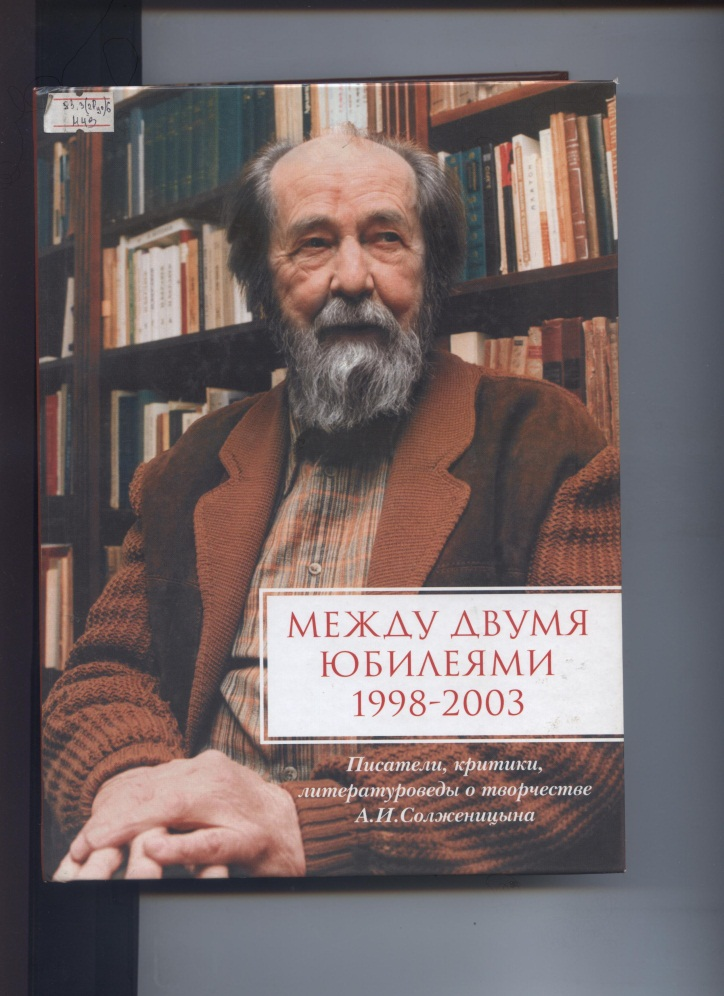 МЕЖДУ ДВУМЯ
ЮБИЛЕЯМИ
1998-2003
Писатели, критики,
литературоведы о творчестве
А.И.Солженицына